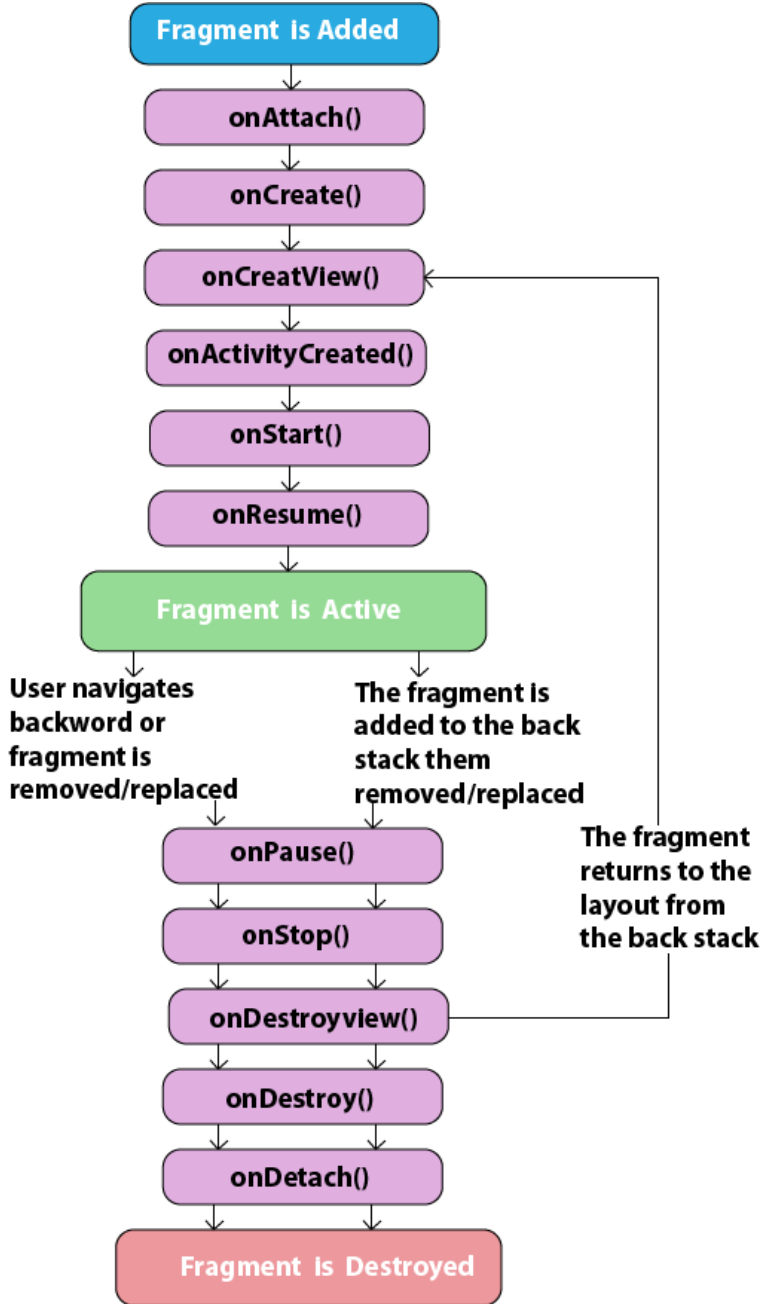 Fragment is Added
onAttach()
onCreate()
onCreatView()
onActivityCreated()
onStart()
onResume()
Fragment is Active
User navigates
backword or
fragment is
removed/replaced
The fragment is
added to the back
stack them
removed/replaced
onPause()
onStop()
onDestroyview()
onDestroy()
onDetach()
Fragment is Destroyed
The fragment
returns to the
layout from
the back stack